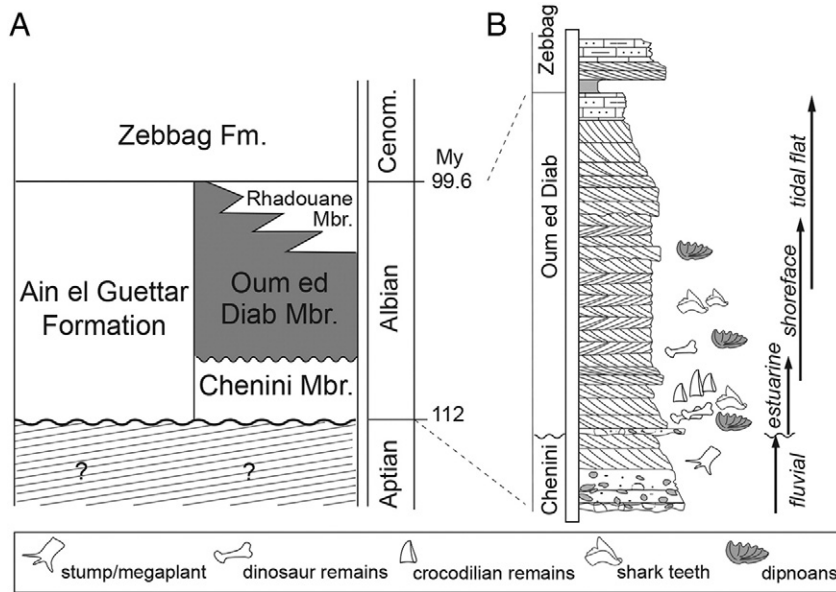 A
Zebbag Fm.
Cenom.
My
99.6
Rhadouane
Mbr.
Ain el Guettar
Formation
Oum ed
Diab Mbr.
Albian
Chenini Mbr.
112
? ?
Aptian
B
Zebbag
Oum ed Diab
Chenini
tidal flat
shoreface
estuarine
fluvial
stump/megaplant dinosaur remains crocodilian remains shark teeth dipnoans